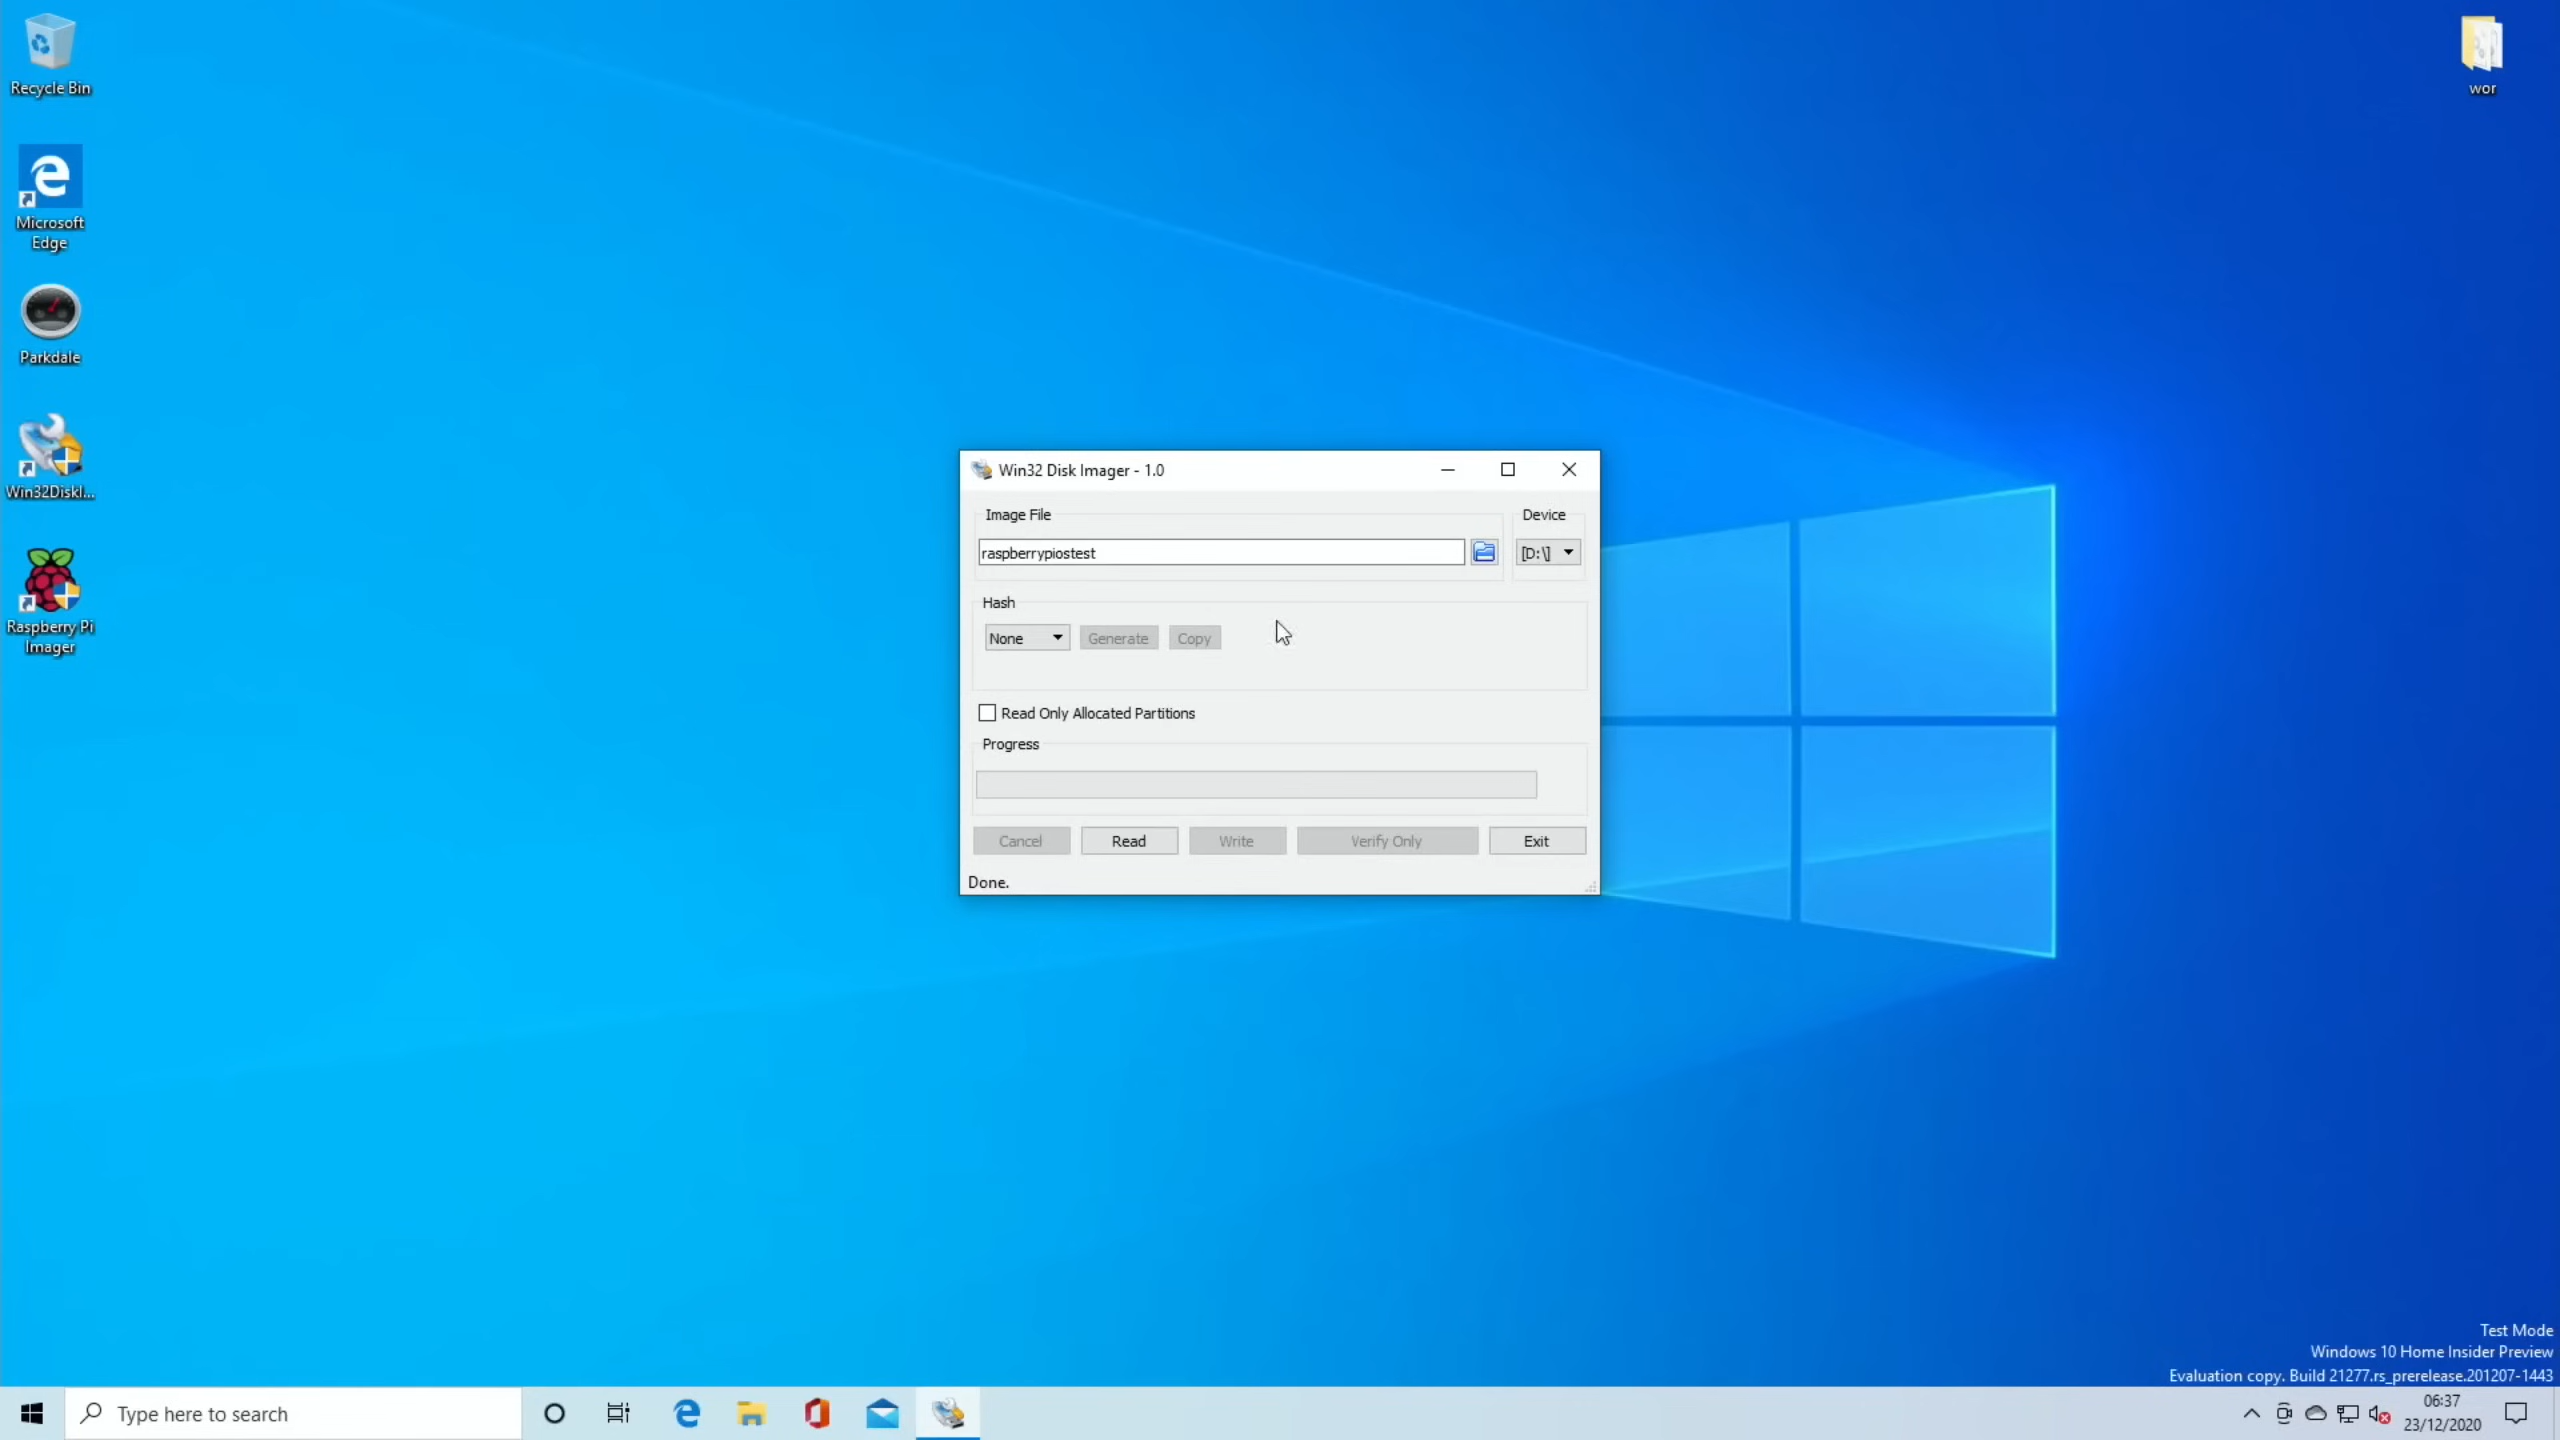 Recycle Bin
wor
Microsoft
Edge
Parkdale
Win32DiskI...
Raspberry Pi
Imager
Win32 Disk Imager - 1.0
Image File
Device
raspberrypiostest
[D:\]
Hash
None
Generate
Copy
Read Only Allocated Partitions
Progress
Cancel
Read
Write
Verify Only
Exit
Done.
Test Mode
Windows 10 Home Insider Preview
Evaluation copy. Build 21277.rs_prerelease.201207-1443
Type here to search
06:37
23/12/2020